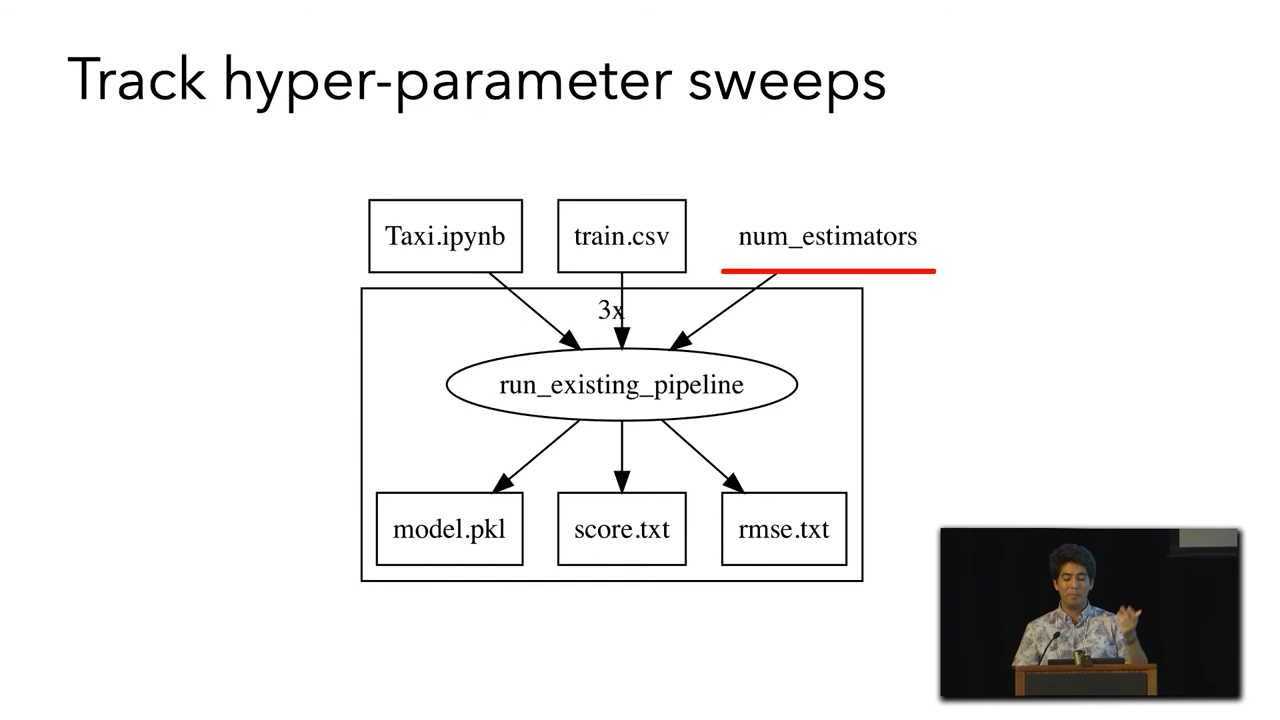 Track hyper-parameter sweeps
Taxi.ipynb
train.csv
num_estimators
3x
run_existing_pipeline
model.pkl
score.txt
rmse.txt